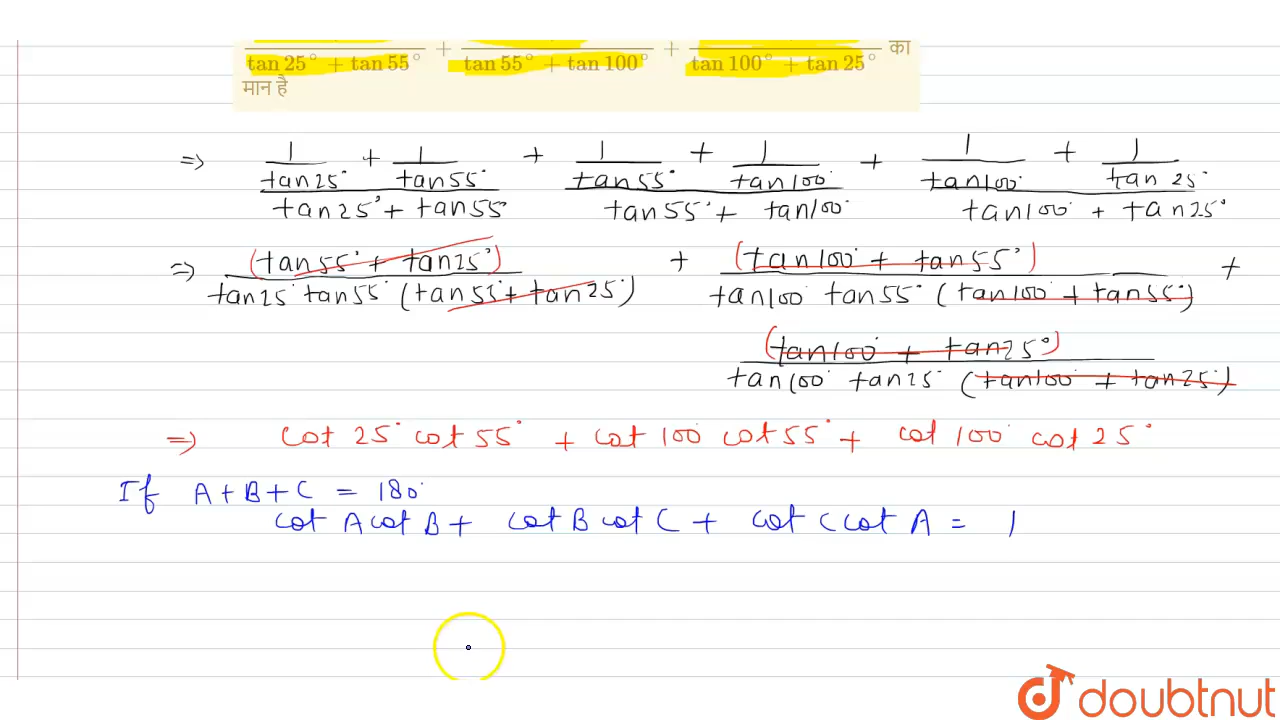 tan 25° + tan 55° + tan 55° + tan 100° + tan 100° + tan 25° का
मान है
=> 1/tan25° + 1/tan55° + 1/tan55° + 1/tan100° + 1/tan100° + 1/tan 25°
tan25° + tan55° tan55° + tan100° tan100° + tan25°
=> (tan55° + tan25°) + (tan100° + tan55°) +
tan25° tan55° (tan55° + tan25°) tan100° tan55° (tan100° + tan55°)
(tan100° + tan25°)
tan100° tan25° (tan100° + tan25°)
=> cot 25° cot 55° + cot 100° cot 55° + cot 100° cot 25°
If A+B+C = 180°
cot A cot B + cot B cot C + cot C cot A = 1
doubtnut